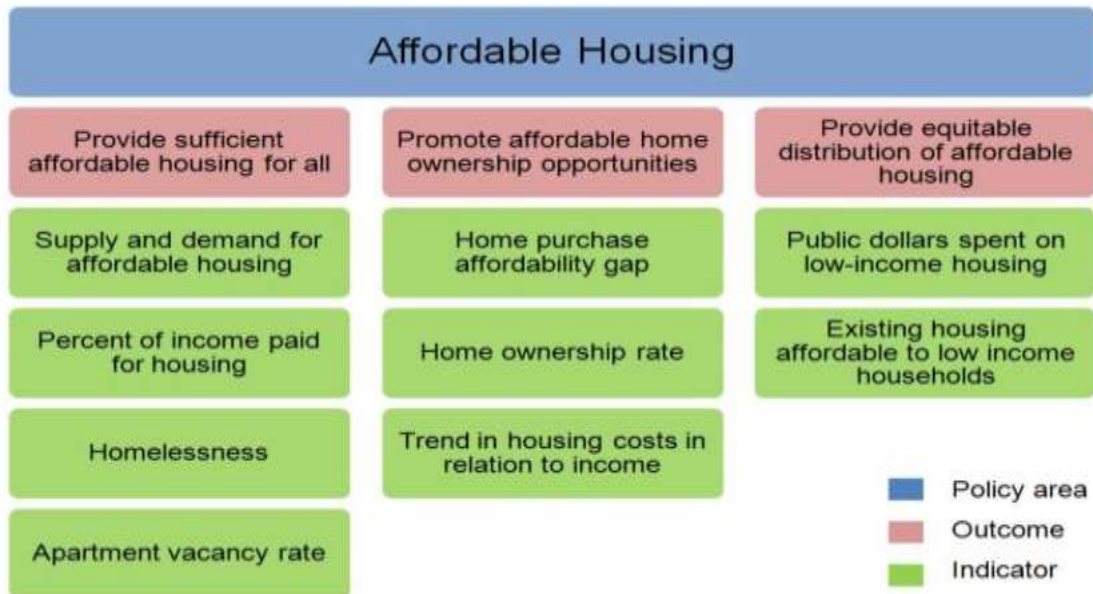 Affordable Housing
Provide sufficient
affordable housing for all
Supply and demand for
affordable housing
Percent of income paid
for housing
Homelessness
Apartment vacancy rate
Promote affordable home
ownership opportunities
Home purchase
affordability gap
Home ownership rate
Trend in housing costs in
relation to income
Provide equitable
distribution of affordable
housing
Public dollars spent on
low-income housing
Existing housing
affordable to low income
households
Policy area
Outcome
Indicator